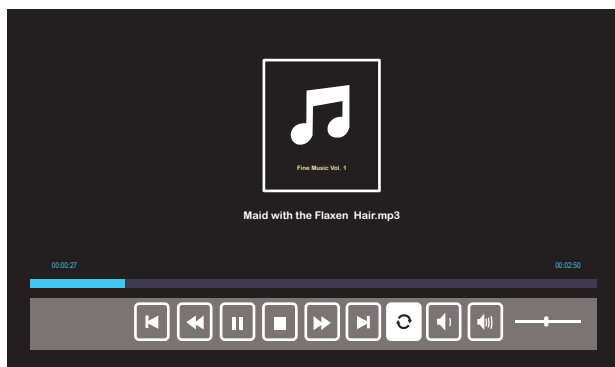 Fine Music Vol. 1
Maid with the Flaxen  Hair.mp3
00:00:27
00:02:50